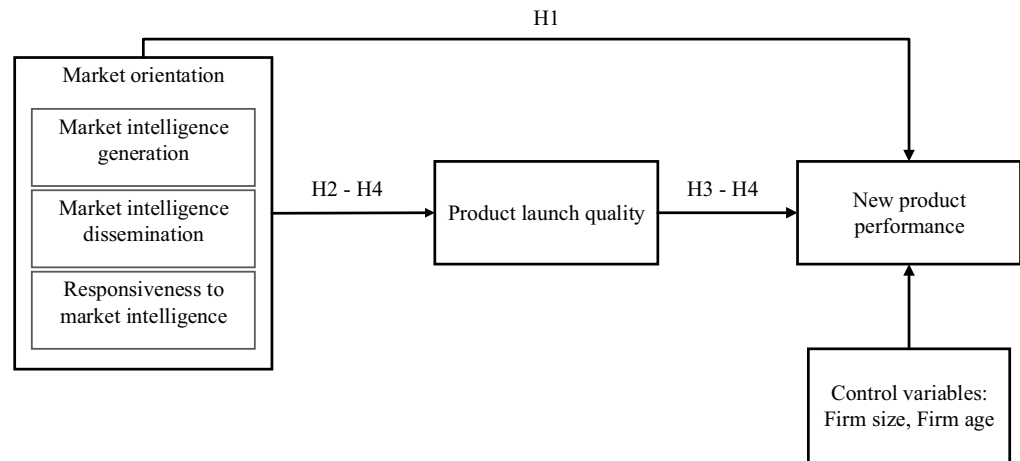 H1
Market orientation
Market intelligence
generation
Market intelligence
dissemination
Responsiveness to
market intelligence
H2 - H4
Product launch quality
H3 - H4
New product
performance
Control variables:
Firm size, Firm age